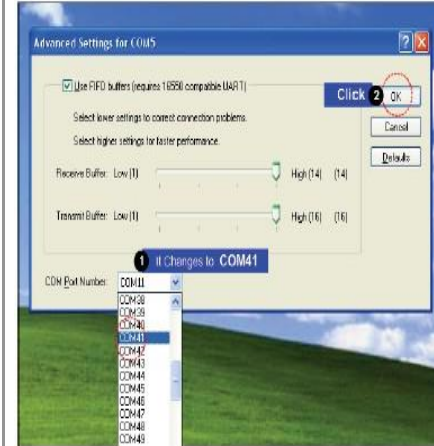 Advanced Settings for COM5
Use FIFO buffers (requires 16550 compatible UART)
Click 2 OK
Select lower settings to correct connection problems.
Cancel
Select higher settings for faster performance.
Defaults
Receive Buffer: Low (1) High (14) (14)
Transmit Buffer: Low (1) High (16) (16)
1 It Changes to COM41
COM Port Number: COM11
COM38
COM39
COM40
COM41
COM42
COM43
COM44
COM45
COM46
COM47
COM48
COM49